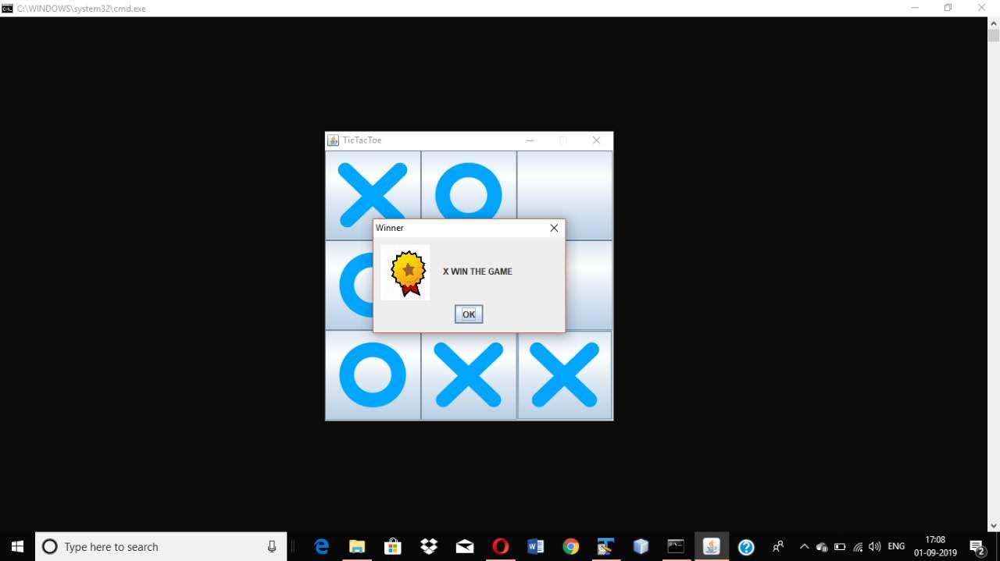 C:\WINDOWS\system32\cmd.exe
TicTacToe
X O
Winner
X WIN THE GAME
O
OK
O X X
Type here to search
ENG
17:08
01-09-2019
2